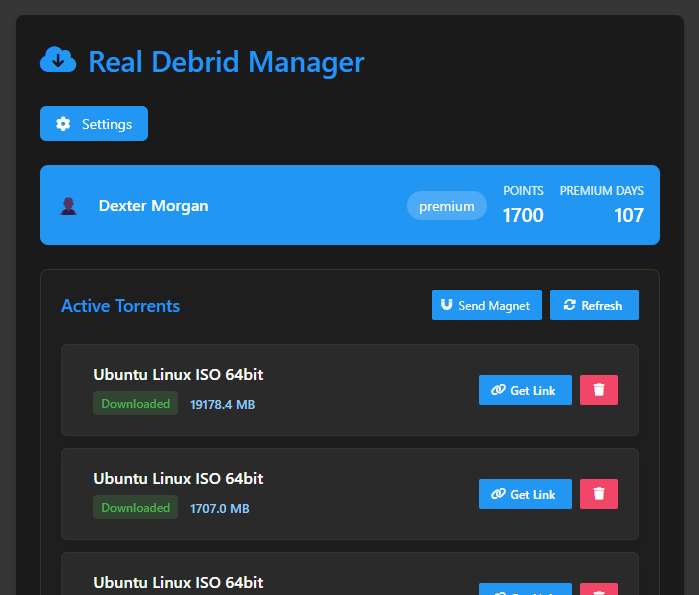 Real Debrid Manager
Settings
Dexter Morgan
premium
POINTS
1700
PREMIUM DAYS
107
Active Torrents
Send Magnet
Refresh
Ubuntu Linux ISO 64bit
Downloaded 19178.4 MB
Get Link
Ubuntu Linux ISO 64bit
Downloaded 1707.0 MB
Get Link
Ubuntu Linux ISO 64bit
Get Link